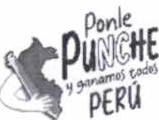 Ponle
PUNCHE
y ganamos todos
PERÚ